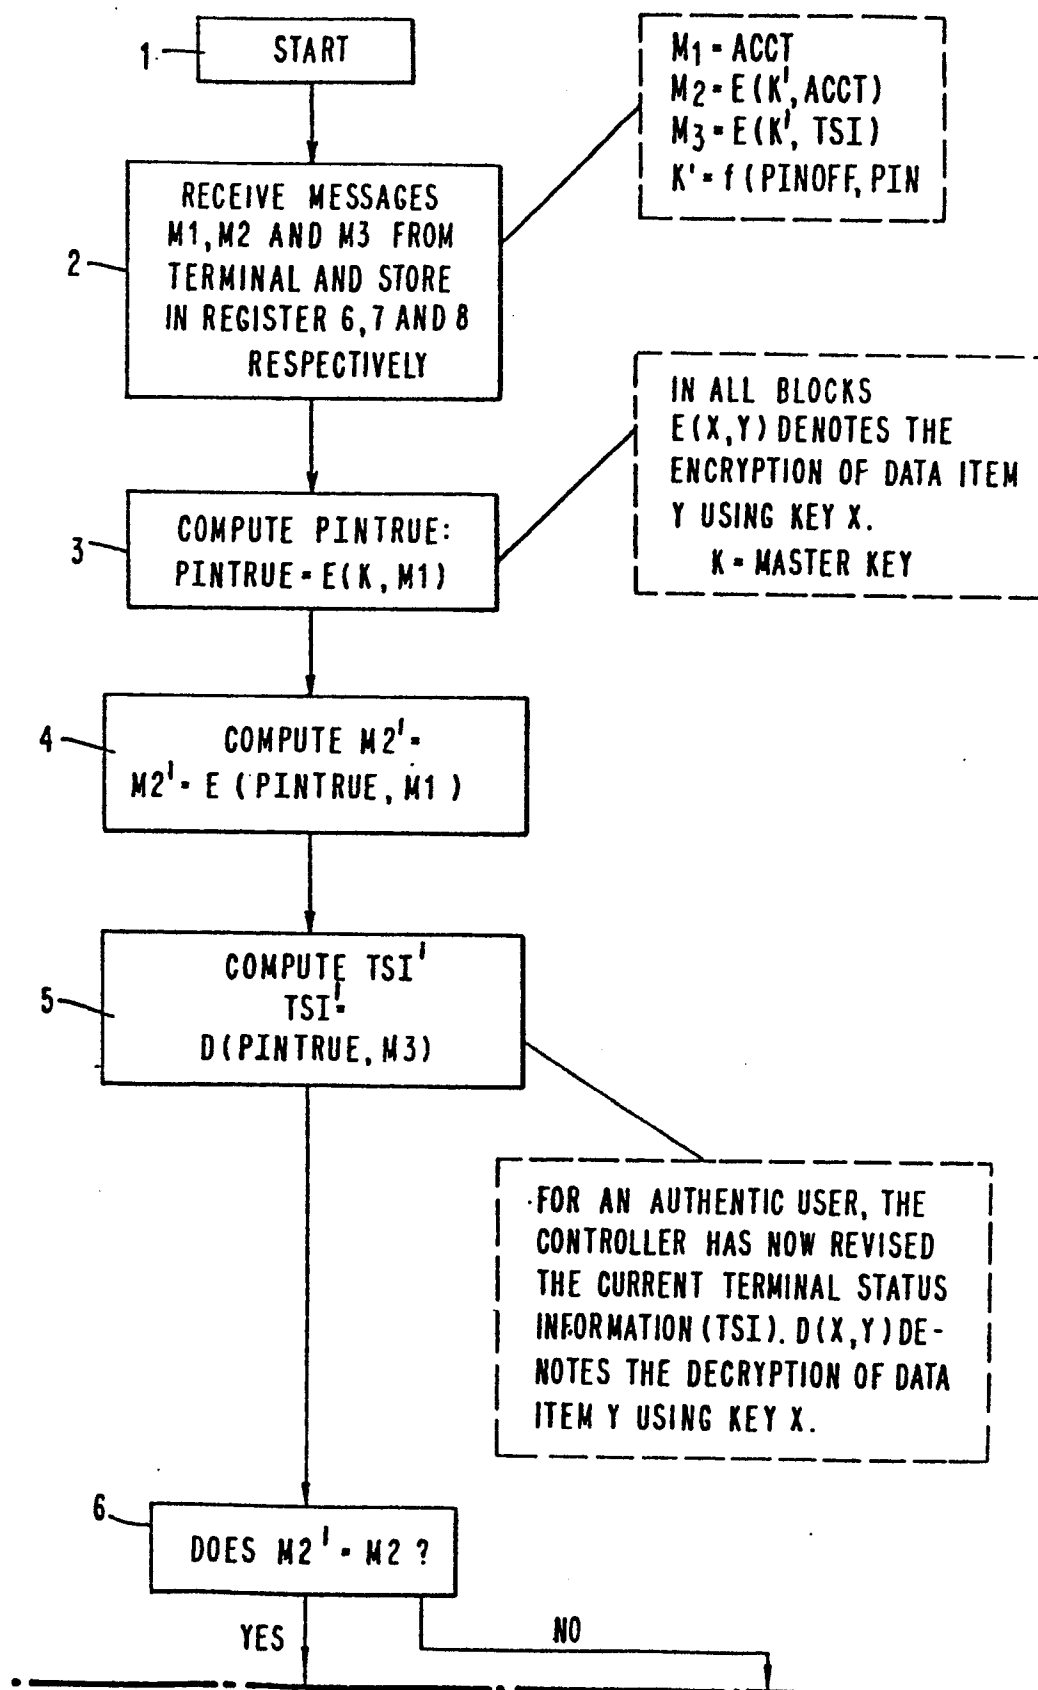 1
START
M1 = ACCT
M2 = E(K', ACCT)
M3 = E(K', TSI)
K' = f (PINOFF, PIN
2
RECEIVE MESSAGES
M1, M2 AND M3 FROM
TERMINAL AND STORE
IN REGISTER 6, 7 AND 8
RESPECTIVELY
IN ALL BLOCKS
E(X,Y) DENOTES THE
ENCRYPTION OF DATA ITEM
Y USING KEY X.
K = MASTER KEY
3
COMPUTE PINTRUE:
PINTRUE = E(K, M1)
4
COMPUTE M2' =
M2' = E (PINTRUE, M1)
5
COMPUTE TSI'
TSI' =
D(PINTRUE, M3)
FOR AN AUTHENTIC USER, THE
CONTROLLER HAS NOW REVISED
THE CURRENT TERMINAL STATUS
INFORMATION (TSI). D(X,Y) DE-
NOTES THE DECRYPTION OF DATA
ITEM Y USING KEY X.
6
DOES M2' = M2 ?
YES
NO